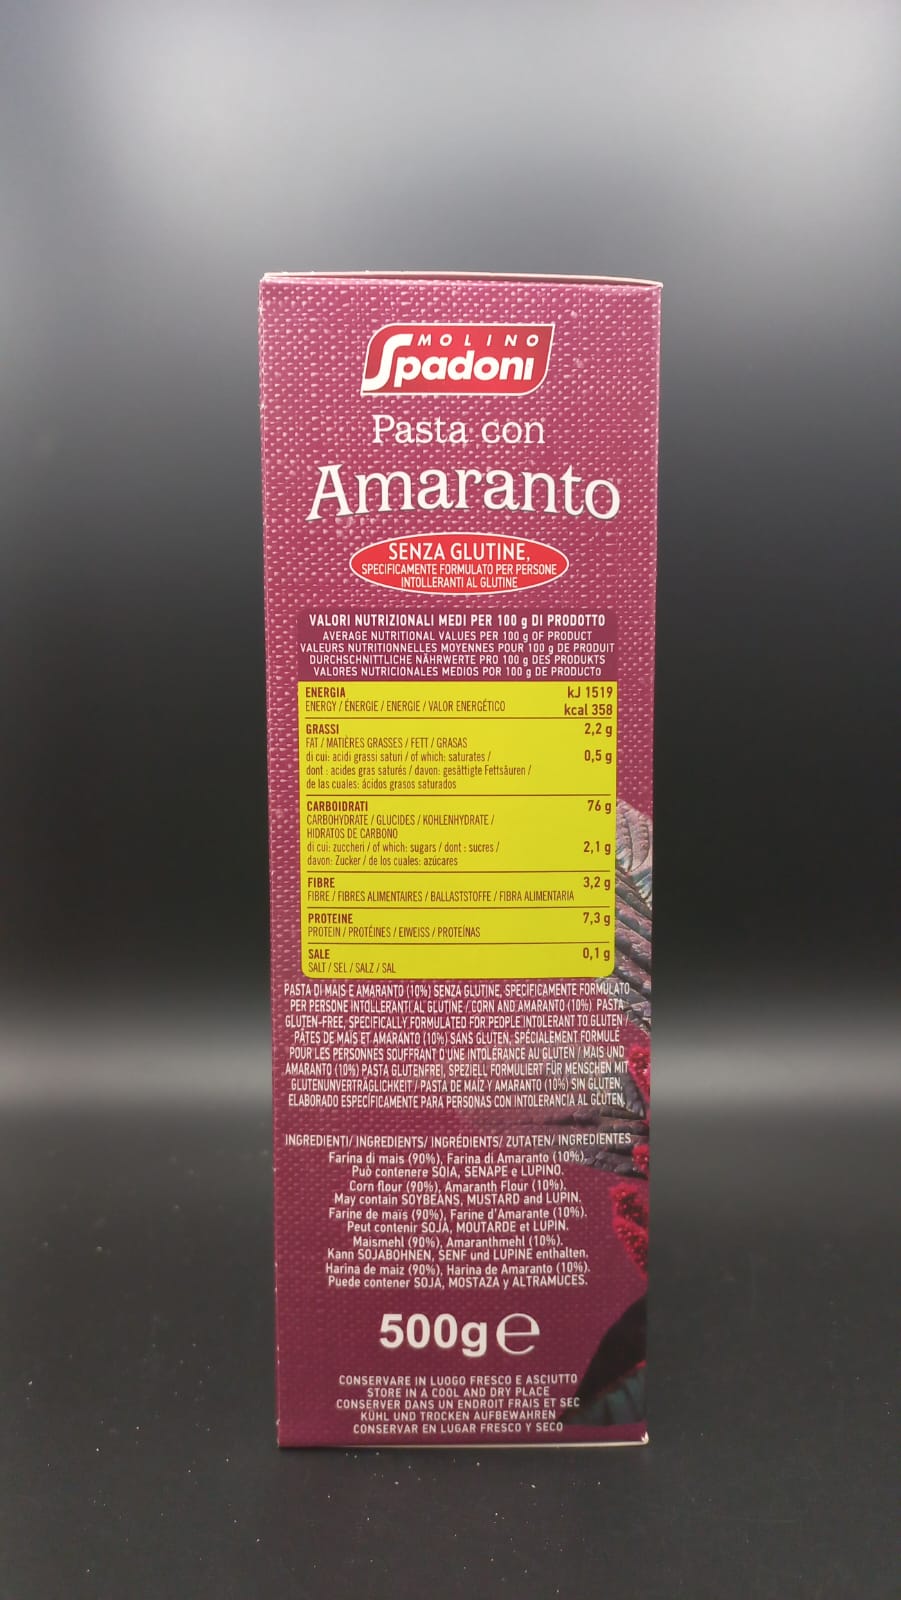 MOLINO
Spadoni
Pasta con
Amaranto
SENZA GLUTINE,
SPECIFICAMENTE FORMULATO PER PERSONE
INTOLLERANTI AL GLUTINE
VALORI NUTRIZIONALI MEDI PER 100 g DI PRODOTTO
AVERAGE NUTRITIONAL VALUES PER 100 g OF PRODUCT
VALEURS NUTRITIONNELLES MOYENNES POUR 100 g DE PRODUIT
DURCHSCHNITTLICHE NÄHRWERTE PRO 100 g DES PRODUKTS
VALORES NUTRICIONALES MEDIOS POR 100 g DE PRODUCTO
ENERGIA kJ 1519
ENERGY / ÉNERGIE / ENERGIE / VALOR ENERGÉTICO kcal 358
GRASSI 2,2 g
FAT / MATIÈRES GRASSES / FETT / GRASAS
di cui: acidi grassi saturi / of which: saturates / 0,5 g
dont : acides gras saturés / davon: gesättigte Fettsäuren /
de las cuales: ácidos grasos saturados
CARBOIDRATI 76 g
CARBOHYDRATE / GLUCIDES / KOHLENHYDRATE /
HIDRATOS DE CARBONO
di cui: zuccheri / of which: sugars / dont : sucres / 2,1 g
davon: Zucker / de los cuales: azúcares
FIBRE 3,2 g
FIBRE / FIBRES ALIMENTAIRES / BALLASTSTOFFE / FIBRA ALIMENTARIA
PROTEINE 7,3 g
PROTEIN / PROTÉINES / EIWEISS / PROTEÍNAS
SALE 0,1 g
SALT / SEL / SALZ / SAL
PASTA DI MAIS E AMARANTO (10%) SENZA GLUTINE, SPECIFICAMENTE FORMULATO
PER PERSONE INTOLLERANTI AL GLUTINE / CORN AND AMARANTO (10%) PASTA
GLUTEN-FREE, SPECIFICALLY FORMULATED FOR PEOPLE INTOLERANT TO GLUTEN /
PÂTES DE MAÏS ET AMARANTO (10%) SANS GLUTEN, SPÉCIALEMENT FORMULÉ
POUR LES PERSONNES SOUFFRANT D'UNE INTOLÉRANCE AU GLUTEN / MAIS UND
AMARANTO (10%) PASTA GLUTENFREI, SPEZIELL FORMULIERT FÜR MENSCHEN MIT
GLUTENUNVERTRÄGLICHKEIT / PASTA DE MAÍZ Y AMARANTO (10%) SIN GLUTEN,
ELABORADO ESPECÍFICAMENTE PARA PERSONAS CON INTOLERANCIA AL GLUTEN.
INGREDIENTI/ INGREDIENTS/ INGRÉDIENTS/ ZUTATEN/ INGREDIENTES
Farina di mais (90%), Farina di Amaranto (10%).
Può contenere SOIA, SENAPE e LUPINO.
Corn flour (90%), Amaranth Flour (10%).
May contain SOYBEANS, MUSTARD and LUPIN.
Farine de maïs (90%), Farine d'Amarante (10%).
Peut contenir SOJA, MOUTARDE et LUPIN.
Maismehl (90%), Amaranthmehl (10%).
Kann SOJABOHNEN, SENF und LUPINE enthalten.
Harina de maiz (90%), Harina de Amaranto (10%).
Puede contener SOJA, MOSTAZA y ALTRAMUCES.
500g e
CONSERVARE IN LUOGO FRESCO E ASCIUTTO
STORE IN A COOL AND DRY PLACE
CONSERVER DANS UN ENDROIT FRAIS ET SEC
KÜHL UND TROCKEN AUFBEWAHREN
CONSERVAR EN LUGAR FRESCO Y SECO